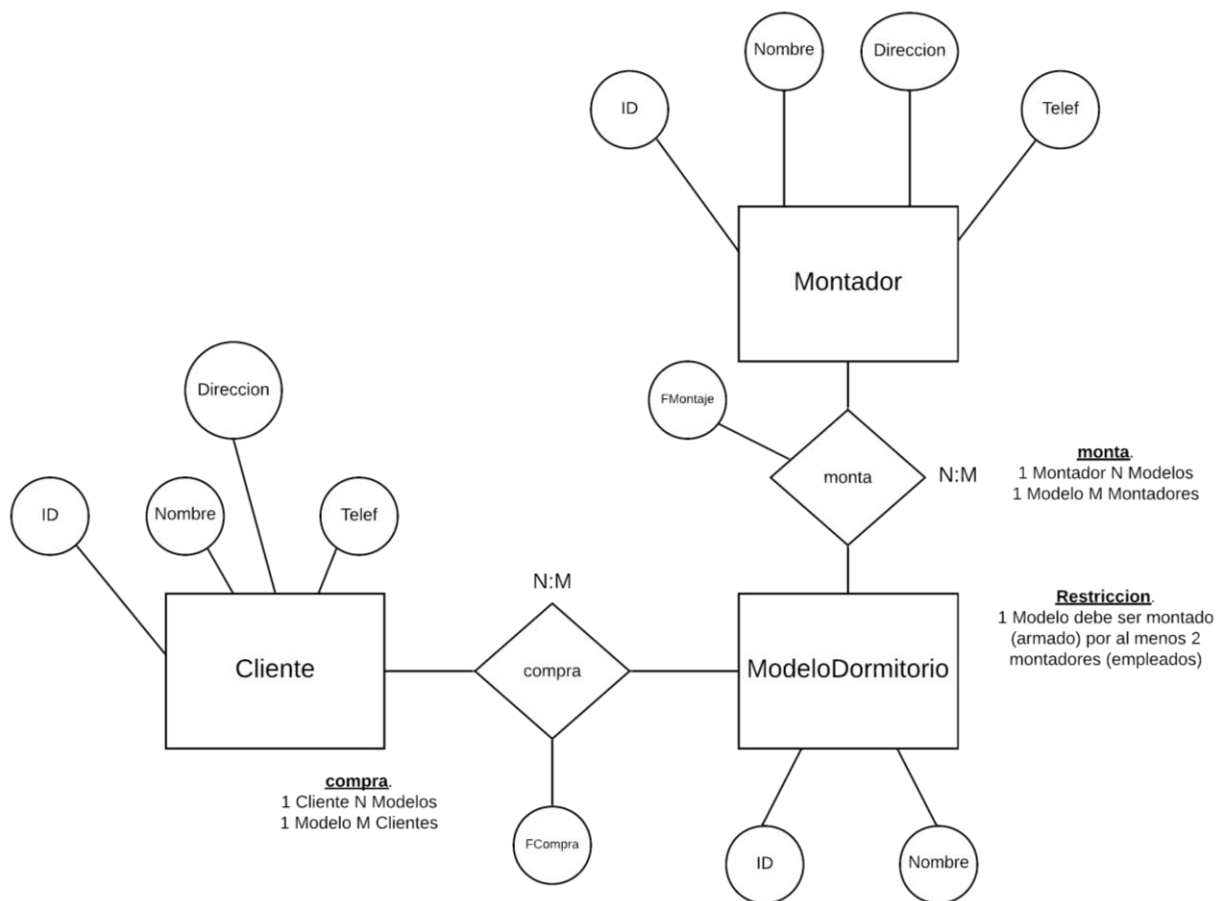 Nombre
Direccion
ID
Telef
Montador
FMontaje
monta
N:M
monta.
1 Montador N Modelos
1 Modelo M Montadores
Direccion
ID
Nombre
Telef
N:M
Cliente
compra
ModeloDormitorio
Restriccion.
1 Modelo debe ser montado
(armado) por al menos 2
montadores (empleados)
compra.
1 Cliente N Modelos
1 Modelo M Clientes
FCompra
ID
Nombre